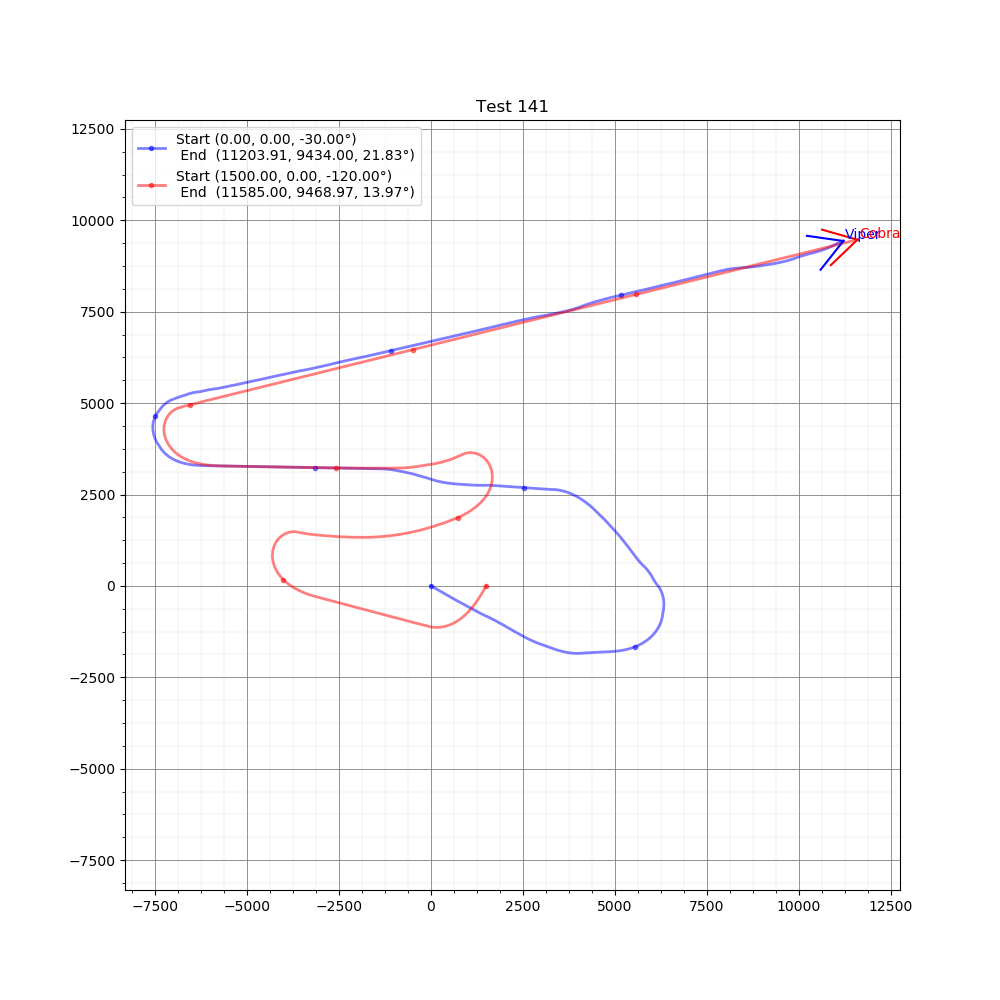 Test 141
Start (0.00, 0.00, -30.00°)
End (11203.91, 9434.00, 21.83°)
Start (1500.00, 0.00, -120.00°)
End (11585.00, 9468.97, 13.97°)
Viper
Cobra
12500
10000
7500
5000
2500
0
−2500
−5000
−7500
−7500 −5000 −2500 0 2500 5000 7500 10000 12500